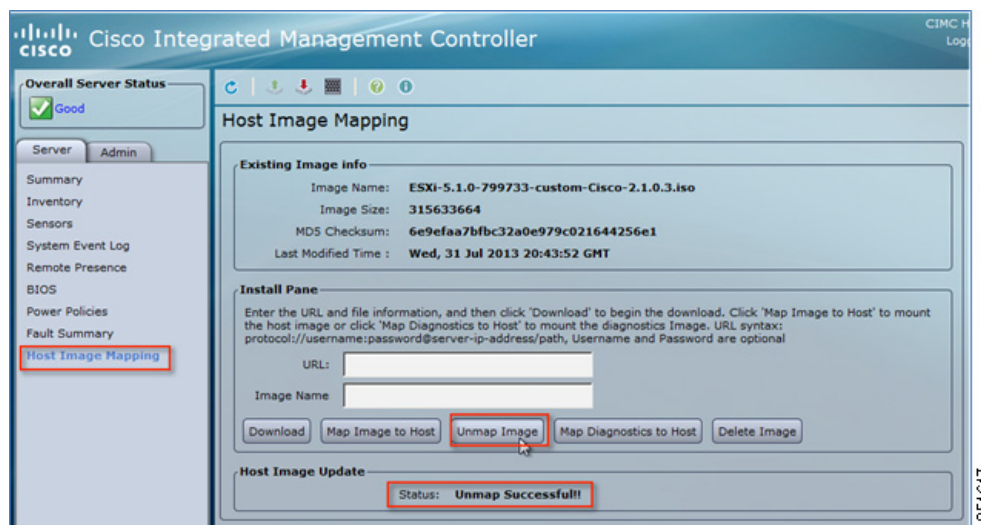 CISCO Cisco Integrated Management Controller
CIMC H
Overall Server Status
Good
Server Admin
Summary
Inventory
Sensors
System Event Log
Remote Presence
BIOS
Power Policies
Fault Summary
Host Image Mapping
Host Image Mapping
Existing Image info
Image Name: ESXi-5.1.0-799733-custom-Cisco-2.1.0.3.iso
Image Size: 315633664
MD5 Checksum: 6e9efaa7bfbc32a0e979c021644256e1
Last Modified Time : Wed, 31 Jul 2013 20:43:52 GMT
Install Pane
Enter the URL and file information, and then click 'Download' to begin the download. Click 'Map Image to Host' to mount
the host image or click 'Map Diagnostics to Host' to mount the diagnostics Image. URL syntax:
protocol://username:password@server-ip-address/path, Username and Password are optional
URL:
Image Name
Download Map Image to Host Unmap Image Map Diagnostics to Host Delete Image
Host Image Update
Status: Unmap Successful!!